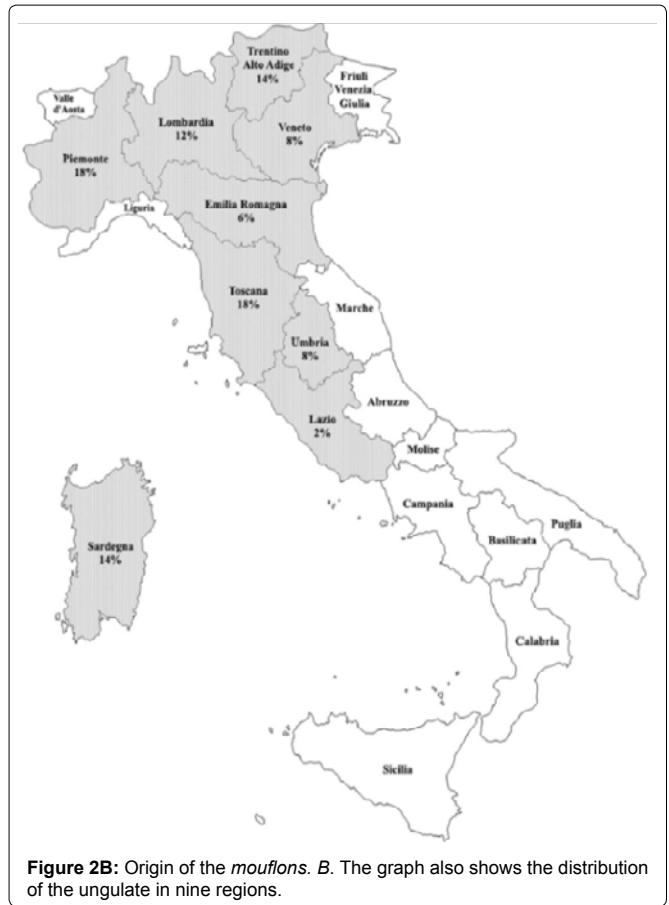 Trentino
Alto Adige
14%
Friuli
Venezia
Giulia
Valle
d'Aosta
Lombardia
12%
Veneto
8%
Piemonte
18%
Emilia Romagna
6%
Liguria
Toscana
18%
Marche
Umbria
8%
Abruzzo
Lazio
2%
Molise
Campania
Puglia
Basilicata
Sardegna
14%
Calabria
Sicilia
Figure 2B: Origin of the mouflons. B. The graph also shows the distribution
of the ungulate in nine regions.